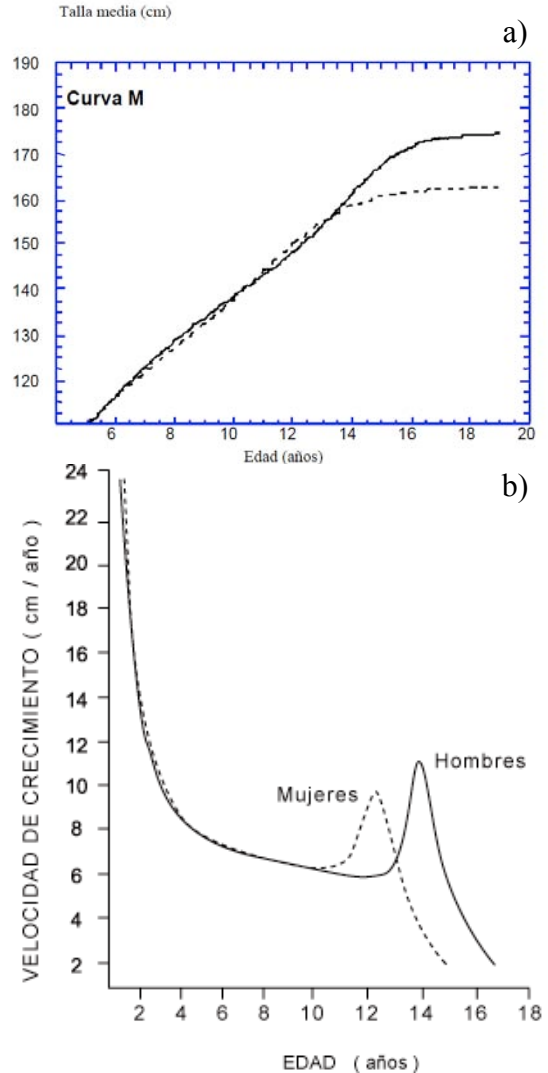 Talla media (cm)
a)
190
Curva M
180
170
160
150
140
130
120
6 8 10 12 14 16 18 20
Edad (años)
b)
24
22
20
18
16
14
12
10
8
6
4
2
VELOCIDAD DE CRECIMIENTO ( cm / año )
Hombres
Mujeres
2 4 6 8 10 12 14 16 18
EDAD ( años )